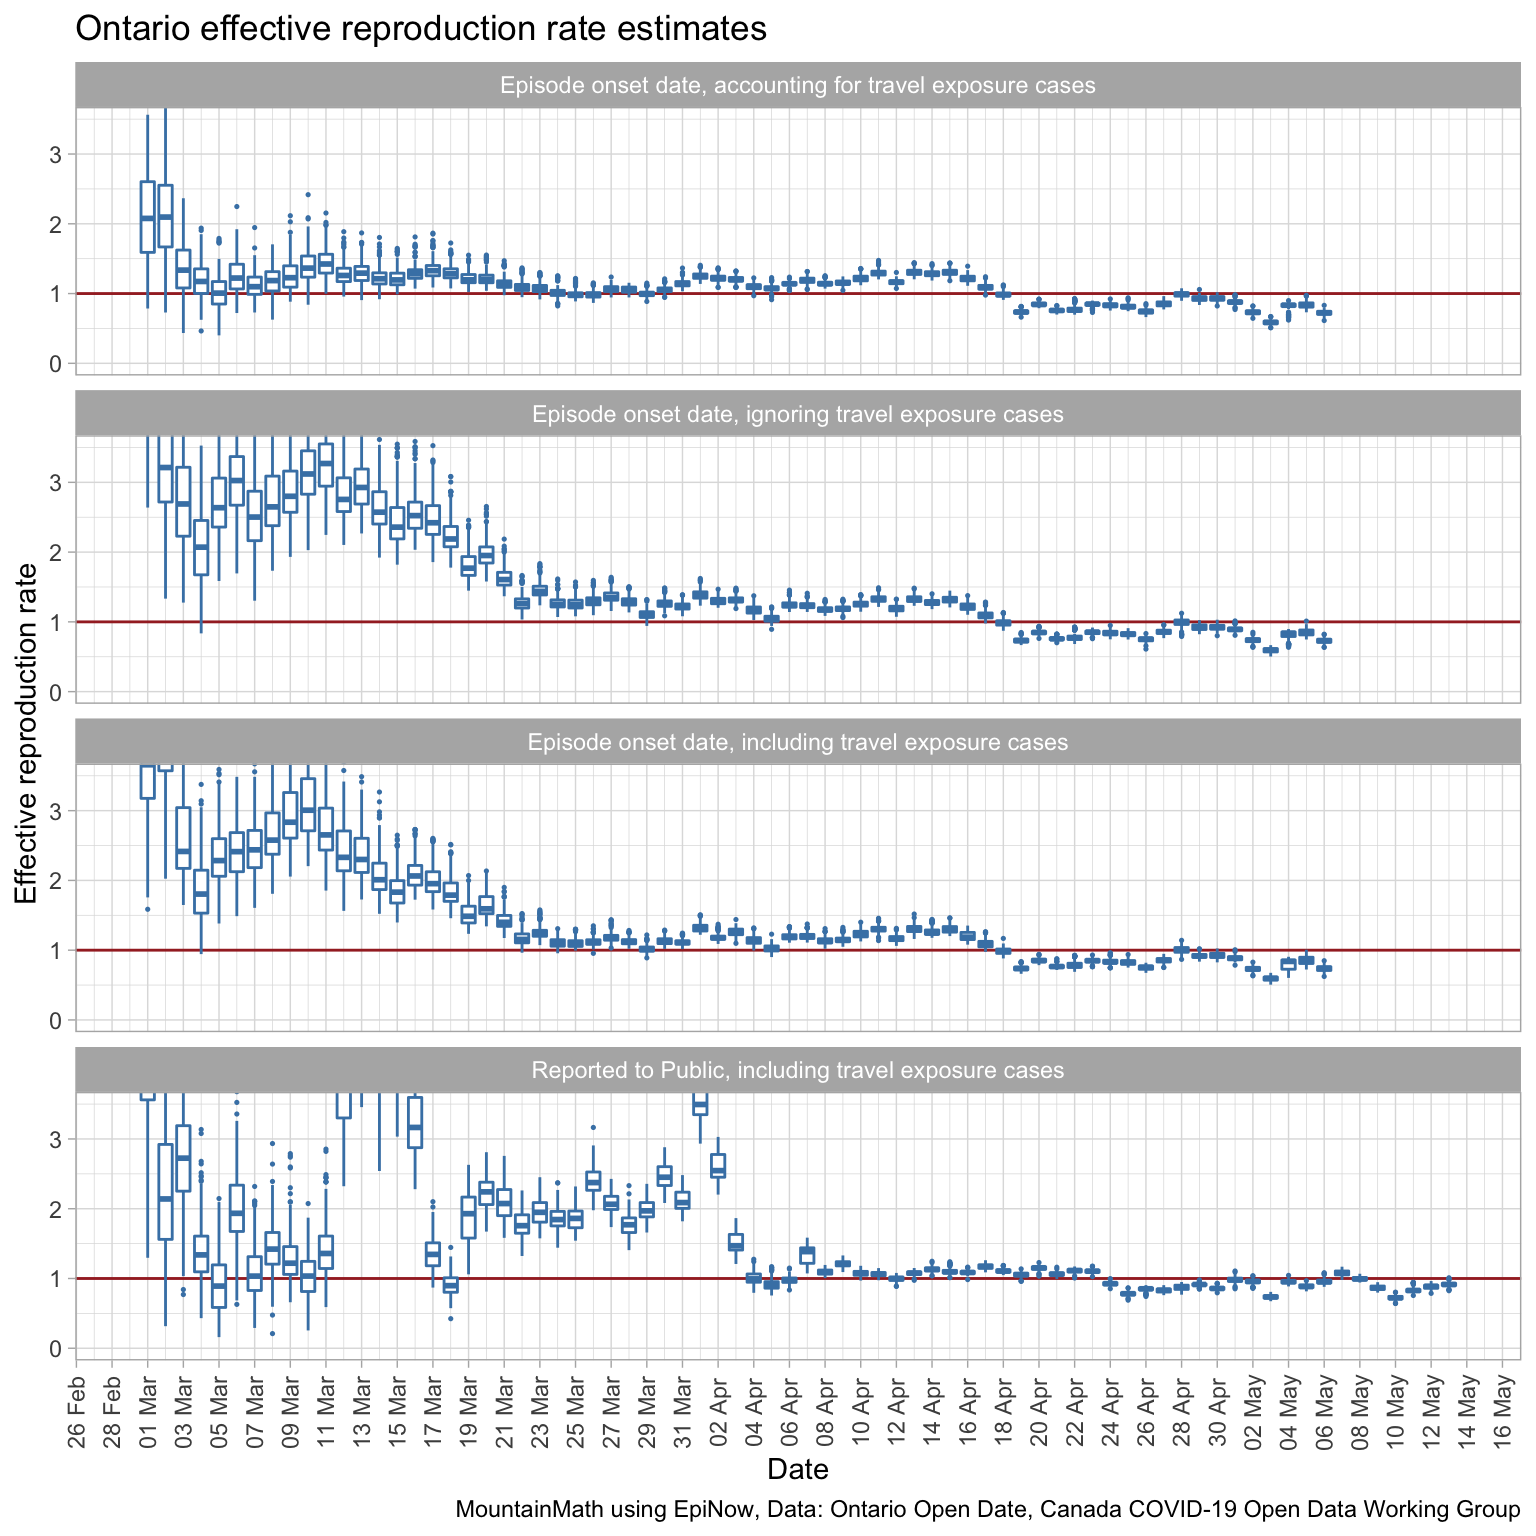 Ontario effective reproduction rate estimates
Episode onset date, accounting for travel exposure cases
3
2
1
0
Episode onset date, ignoring travel exposure cases
3
2
1
0
Effective reproduction rate
Episode onset date, including travel exposure cases
3
2
1
0
Reported to Public, including travel exposure cases
3
2
1
0
26 Feb 28 Feb 01 Mar 03 Mar 05 Mar 07 Mar 09 Mar 11 Mar 13 Mar 15 Mar 17 Mar 19 Mar 21 Mar 23 Mar 25 Mar 27 Mar 29 Mar 31 Mar 02 Apr 04 Apr 06 Apr 08 Apr 10 Apr 12 Apr 14 Apr 16 Apr 18 Apr 20 Apr 22 Apr 24 Apr 26 Apr 28 Apr 30 Apr 02 May 04 May 06 May 08 May 10 May 12 May 14 May 16 May
Date
MountainMath using EpiNow, Data: Ontario Open Date, Canada COVID-19 Open Data Working Group